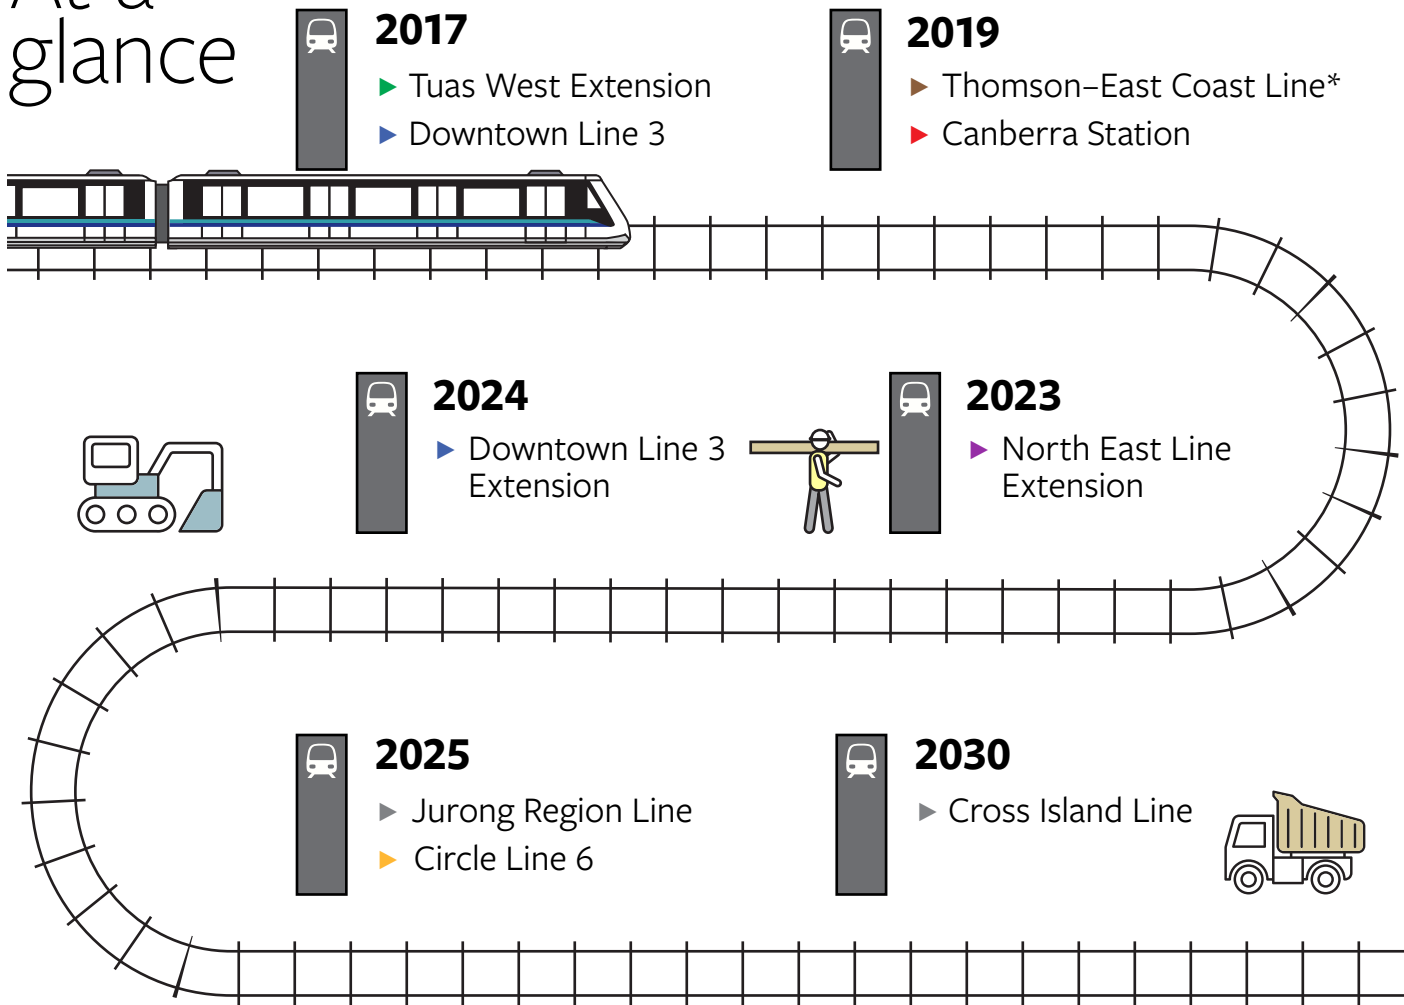 At a
glance
2017
Tuas West Extension
Downtown Line 3
2019
Thomson–East Coast Line*
Canberra Station
2024
Downtown Line 3
Extension
2023
North East Line
Extension
2025
Jurong Region Line
Circle Line 6
2030
Cross Island Line